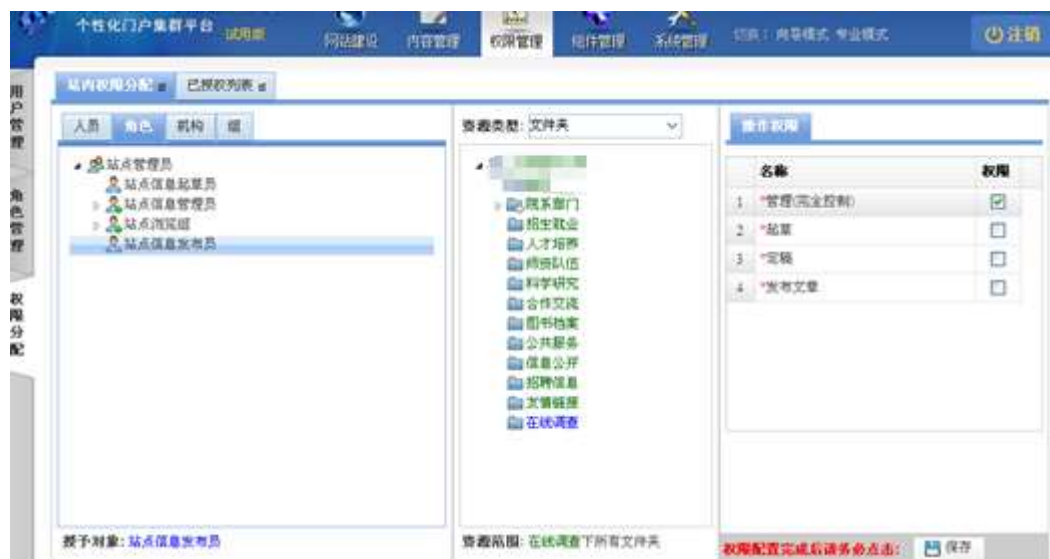 个性化门户集群平台 试用版
网站建设 内容管理 权限管理 组件管理 系统管理
切换：向导模式 专业模式
注销
用户管理
角色管理
权限分配
站内权限分配
已授权列表
人员 角色 机构 组
站点管理员
站点信息起草员
站点信息管理员
站点浏览组
站点信息发布员
授予对象: 站点信息发布员
资源类型: 文件夹
院系部门
招生就业
人才培养
师资队伍
科学研究
合作交流
图书档案
公共服务
信息公开
招聘信息
友情链接
在线调查
资源范围: 在线调查下所有文件夹
操作权限
名称 权限
1 *管理(完全控制)
2 *起草
3 *定稿
4 *发布文章
权限配置完成后请务必点击: 保存